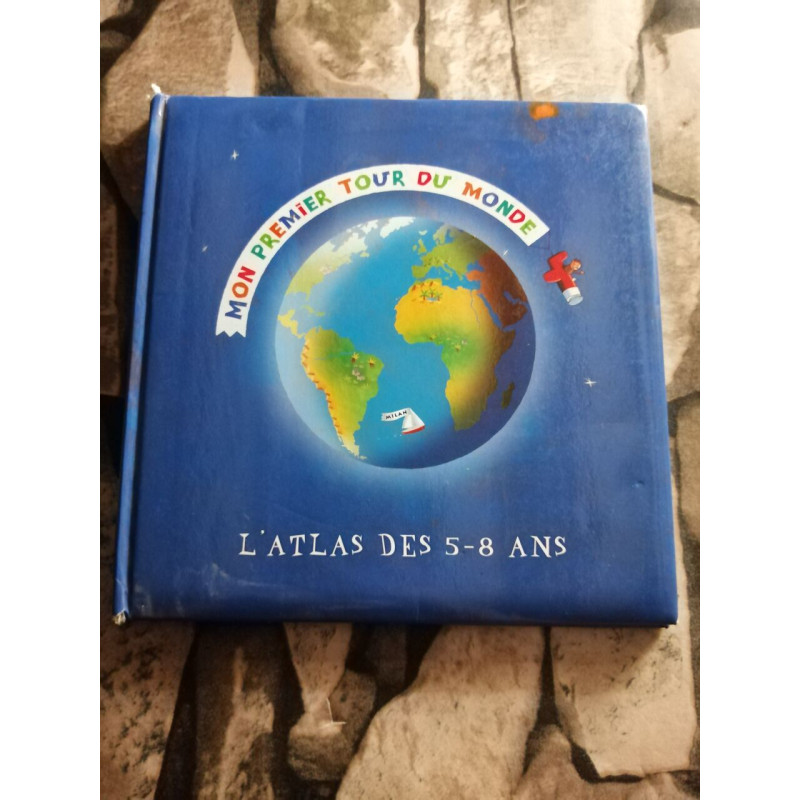 MON PREMIER TOUR DU MONDE
MILAN
L'ATLAS DES 5-8 ANS